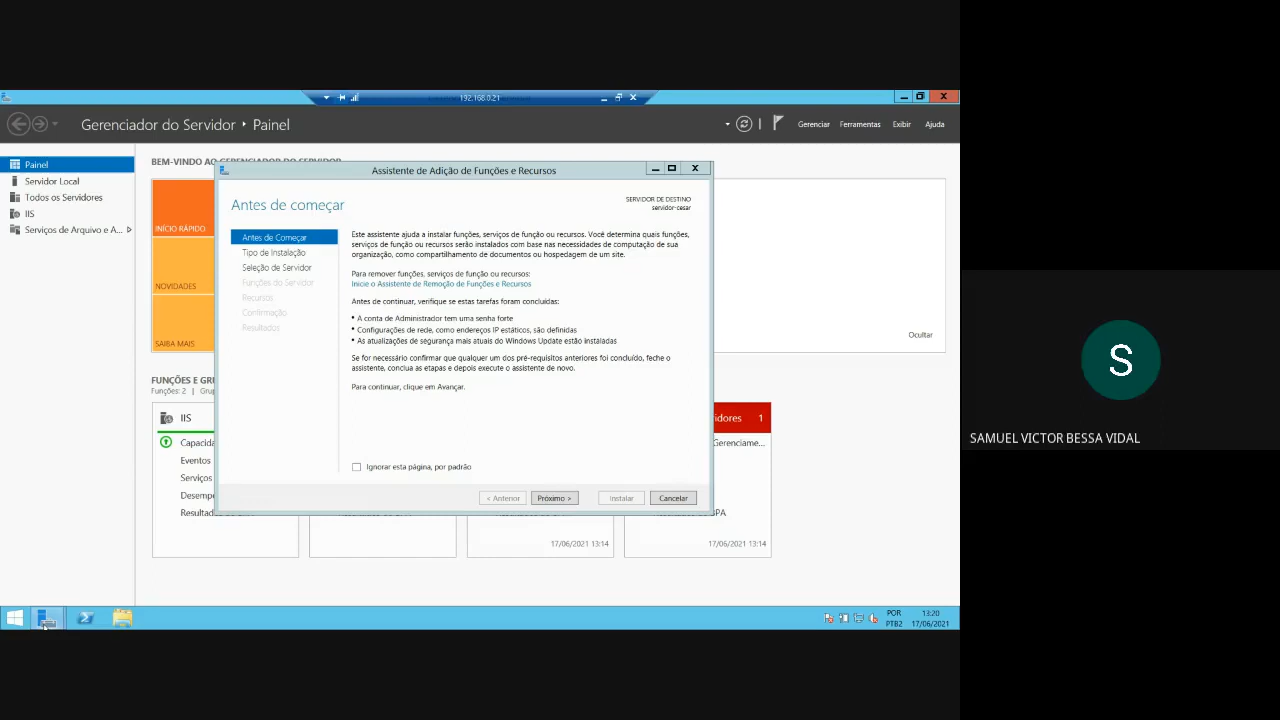 192.168.0.21
Gerenciador do Servidor • Painel
Gerenciar Ferramentas Exibir Ajuda
Painel
Servidor Local
Todos os Servidores
IIS
Serviços de Arquivo e A...
BEM-VINDO AO GERENCIADOR DO SERVIDOR
INÍCIO RÁPIDO
NOVIDADES
SAIBA MAIS
Ocultar
Assistente de Adição de Funções e Recursos
Antes de começar
SERVIDOR DE DESTINO
servidor-cesar
Antes de Começar
Tipo de Instalação
Seleção de Servidor
Funções do Servidor
Recursos
Confirmação
Resultados
Este assistente ajuda a instalar funções, serviços de função ou recursos. Você determina quais funções,
serviços de função ou recursos serão instalados com base nas necessidades de computação de sua
organização, como compartilhamento de documentos ou hospedagem de um site.
Para remover funções, serviços de função ou recursos:
Inicie o Assistente de Remoção de Funções e Recursos
Antes de continuar, verifique se estas tarefas foram concluídas:
• A conta de Administrador tem uma senha forte
• Configurações de rede, como endereços IP estáticos, são definidas
• As atualizações de segurança mais atuais do Windows Update estão instaladas
Se for necessário confirmar que qualquer um dos pré-requisitos anteriores foi concluído, feche o
assistente, conclua as etapas e depois execute o assistente de novo.
Para continuar, clique em Avançar.
Ignorar esta página, por padrão
< Anterior Próximo > Instalar Cancelar
FUNÇÕES E GRU
Funções: 2 | Grup
IIS
Capacida
Eventos
Serviços
Desempe
Resultados do BPA
idores 1
Gerenciame...
BPA
17/06/2021 13:14
17/06/2021 13:14
POR
PTB2
13:20
17/06/2021
S
SAMUEL VICTOR BESSA VIDAL